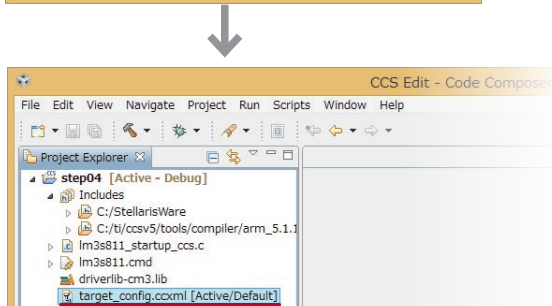 CCS Edit - Code Composer
File Edit View Navigate Project Run Scripts Window Help
Project Explorer
step04 [Active - Debug]
Includes
C:/StellarisWare
C:/ti/ccsv5/tools/compiler/arm_5.1.1
lm3s811_startup_ccs.c
lm3s811.cmd
driverlib-cm3.lib
target_config.ccxml [Active/Default]